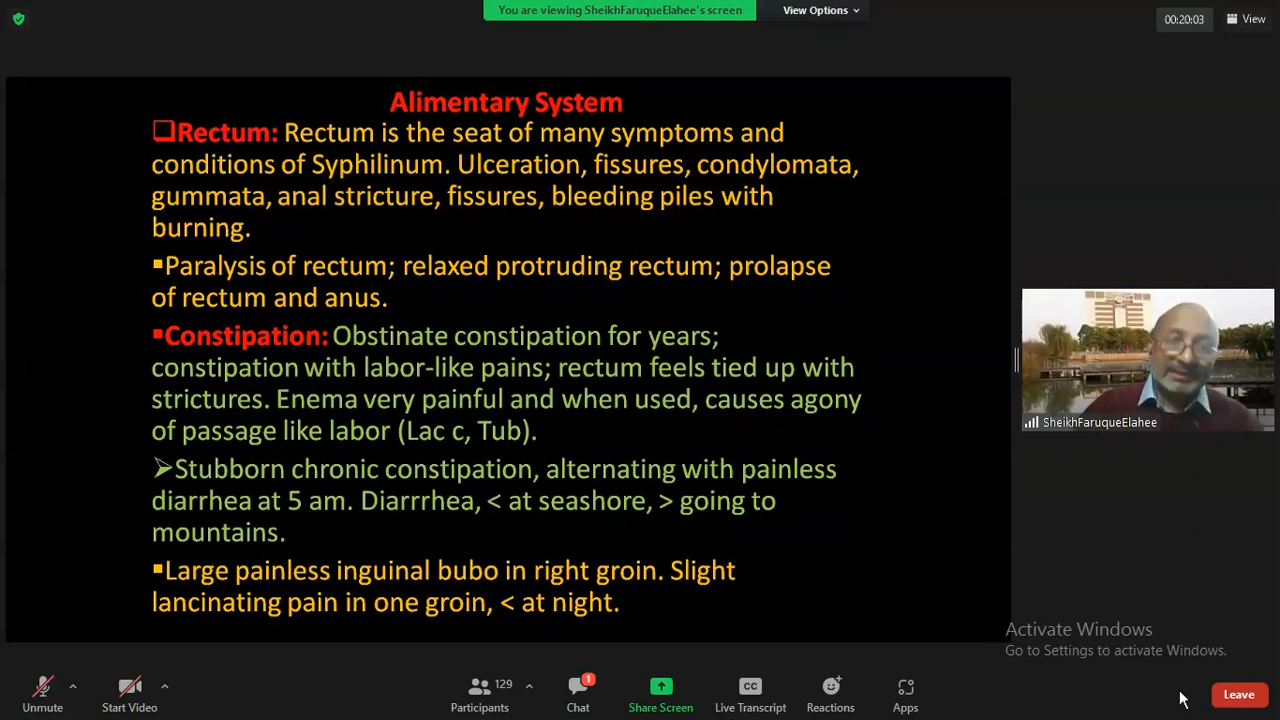 You are viewing SheikhFaruqueElahee's screen
View Options
00:20:03
View
Alimentary System
Rectum: Rectum is the seat of many symptoms and
conditions of Syphilinum. Ulceration, fissures, condylomata,
gummata, anal stricture, fissures, bleeding piles with
burning.
Paralysis of rectum; relaxed protruding rectum; prolapse
of rectum and anus.
Constipation: Obstinate constipation for years;
constipation with labor-like pains; rectum feels tied up with
strictures. Enema very painful and when used, causes agony
of passage like labor (Lac c, Tub).
Stubborn chronic constipation, alternating with painless
diarrhea at 5 am. Diarrrhea, < at seashore, > going to
mountains.
Large painless inguinal bubo in right groin. Slight
lancinating pain in one groin, < at night.
SheikhFaruqueElahee
Activate Windows
Go to Settings to activate Windows.
Unmute
Start Video
129
Participants
1
Chat
Share Screen
CC
Live Transcript
Reactions
Apps
Leave